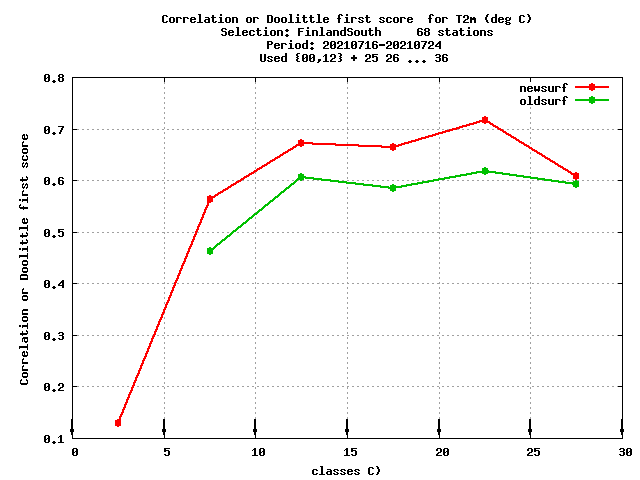 Correlation or Doolittle first score  for T2m (deg C)
Selection: FinlandSouth     68 stations
Period: 20210716-20210724
Used {00,12} + 25 26 ... 36
newsurf
oldsurf
Correlation or Doolittle first score
0.8
0.7
0.6
0.5
0.4
0.3
0.2
0.1
0 5 10 15 20 25 30
classes C)